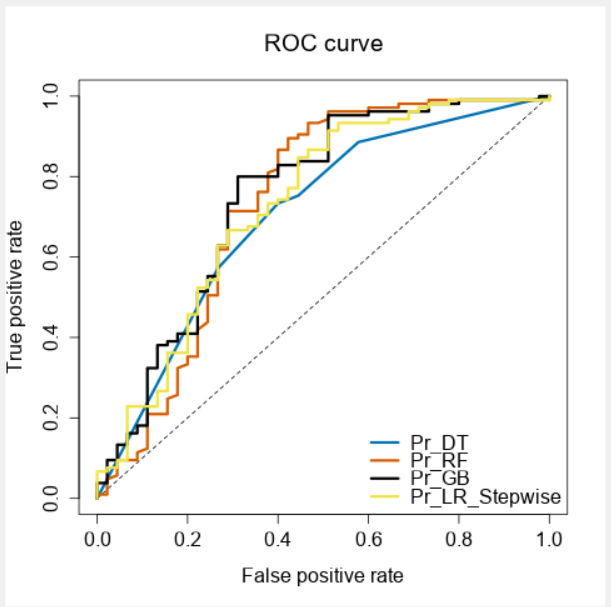 ROC curve
True positive rate
1.0
0.8
0.6
0.4
0.2
0.0
Pr_DT
Pr_RF
Pr_GB
Pr_LR_Stepwise
0.0 0.2 0.4 0.6 0.8 1.0
False positive rate